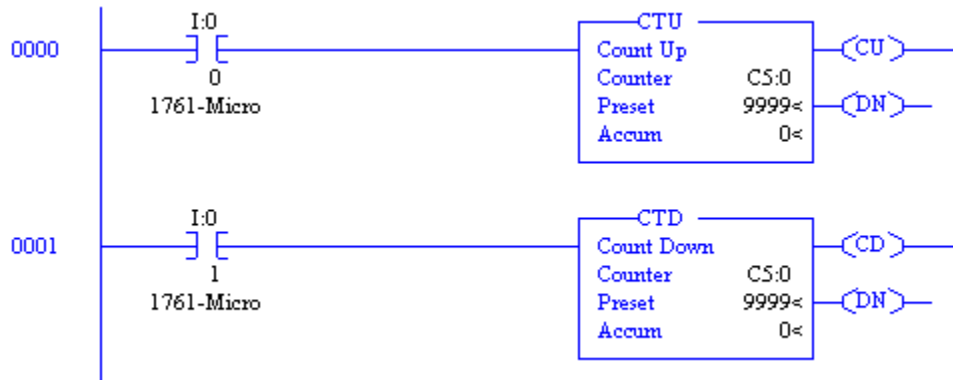 I:0
CTU
0000
Count Up
CU
0
Counter C5:0
1761-Micro
Preset 9999<
DN
Accum 0<
I:0
CTD
0001
Count Down
CD
1
Counter C5:0
1761-Micro
Preset 9999<
DN
Accum 0<